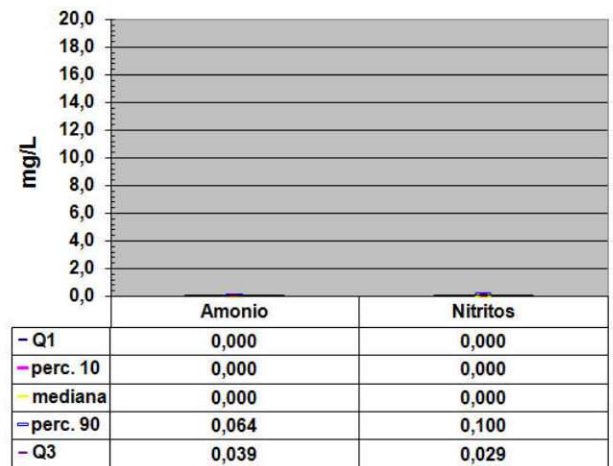 20,0
18,0
16,0
14,0
12,0
10,0
8,0
6,0
4,0
2,0
0,0
mg/L
Amonio Nitritos
Q1 0,000 0,000
perc. 10 0,000 0,000
mediana 0,000 0,000
perc. 90 0,064 0,100
Q3 0,039 0,029